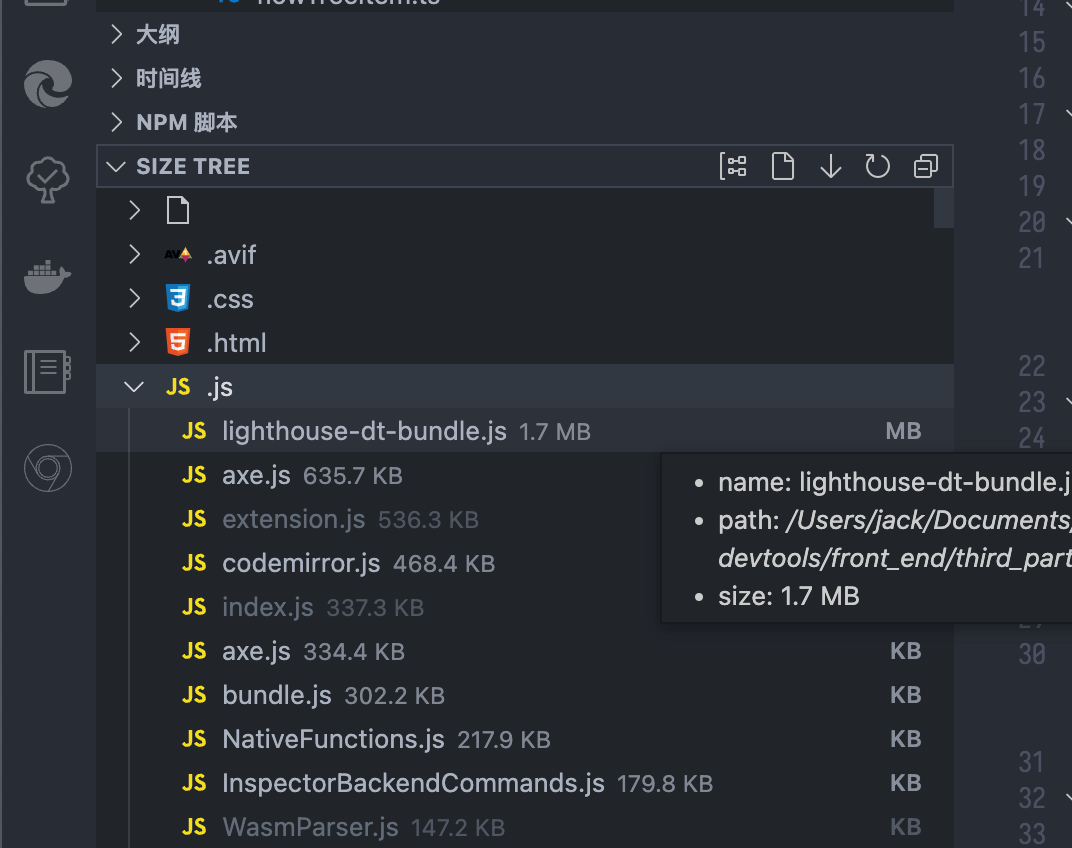 大纲
时间线
NPM 脚本
SIZE TREE
.avif
.css
.html
JS .js
JS lighthouse-dt-bundle.js 1.7 MB MB
JS axe.js 635.7 KB
JS extension.js 536.3 KB
JS codemirror.js 468.4 KB
JS index.js 337.3 KB
JS axe.js 334.4 KB KB
JS bundle.js 302.2 KB KB
JS NativeFunctions.js 217.9 KB KB
JS InspectorBackendCommands.js 179.8 KB KB
JS WasmParser.js 147.2 KB KB
• name: lighthouse-dt-bundle.j
• path: /Users/jack/Documents/
devtools/front_end/third_part
• size: 1.7 MB
14
15
16
17
18
19
20
21
22
23
24
30
31
32
33